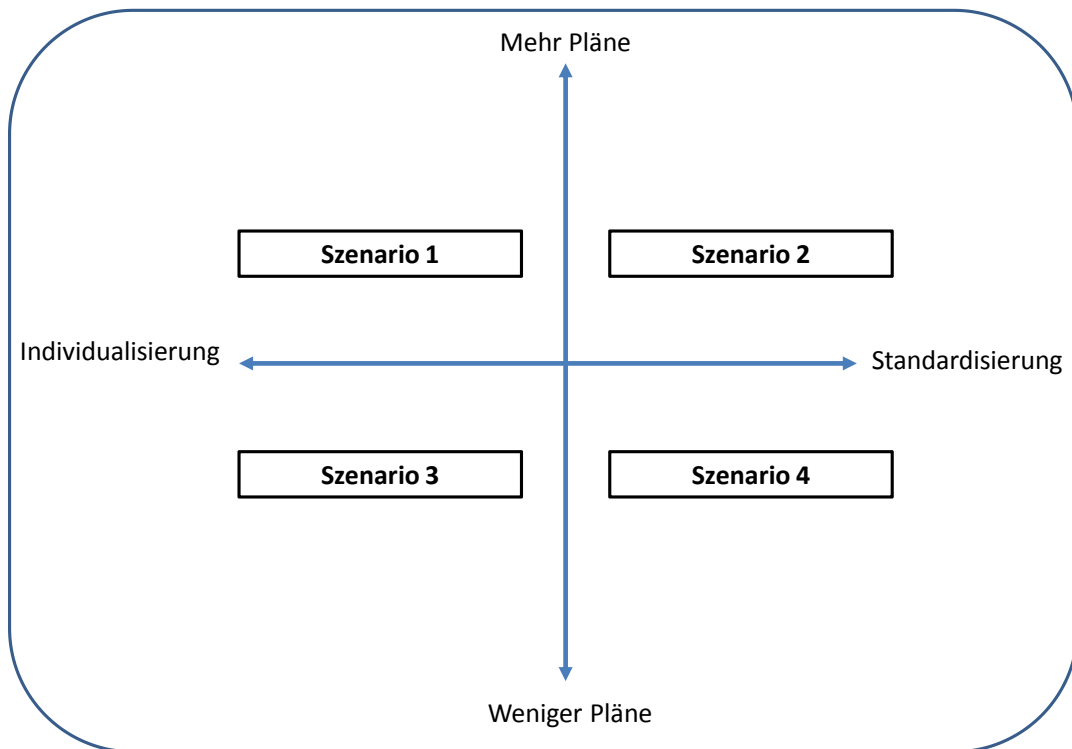 Mehr Pläne
Szenario 1
Szenario 2
Individualisierung
Standardisierung
Szenario 3
Szenario 4
Weniger Pläne